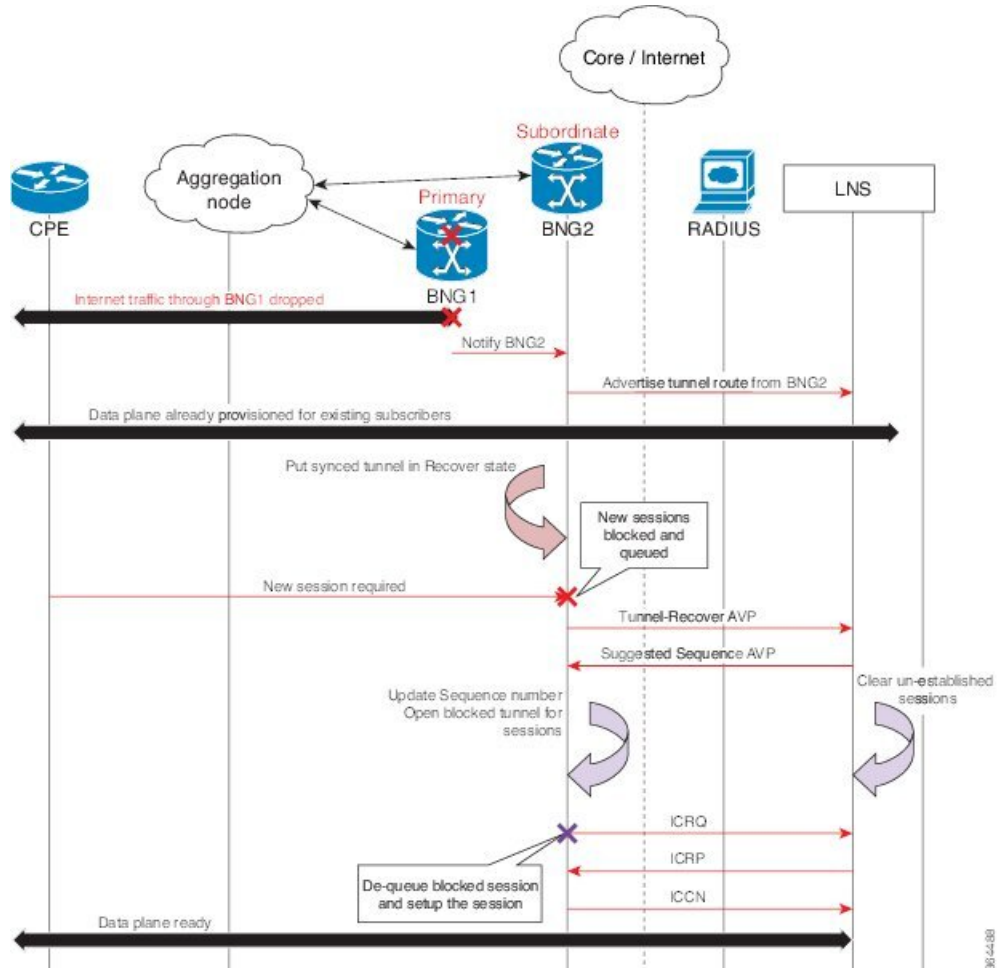 Core / Internet
Subordinate
Aggregation
node
Primary
LNS
CPE
BNG2
RADIUS
BNG1
Internet traffic through BNG1 dropped
Notify BNG2
Advertise tunnel route from BNG2
Data plane already provisioned for existing subscribers
Put synced tunnel in Recover state
New sessions
blocked and
queued
New session required
Tunnel-Recover AVP
Suggested Sequence AVP
Clear un-established
sessions
Update Sequence number
Open blocked tunnel for
sessions
ICRQ
ICRP
De-queue blocked session
and setup the session
ICCN
Data plane ready
364488